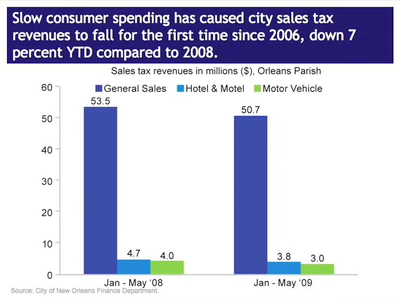 Slow consumer spending has caused city sales tax
revenues to fall for the first time since 2006, down 7
percent YTD compared to 2008.
Sales tax revenues in millions ($), Orleans Parish
General Sales Hotel & Motel Motor Vehicle
60
50
40
30
20
10
0
53.5
4.7
4.0
50.7
3.8
3.0
Jan - May ‘08
Jan - May ‘09
Source: City of New Orleans Finance Department.